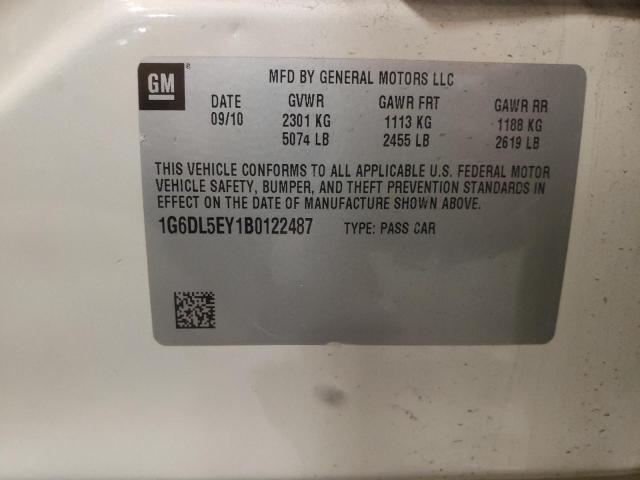 GM ® MFD BY GENERAL MOTORS LLC
DATE GVWR GAWR FRT GAWR RR
09/10 2301 KG 1113 KG 1188 KG
5074 LB 2455 LB 2619 LB
THIS VEHICLE CONFORMS TO ALL APPLICABLE U.S. FEDERAL MOTOR
VEHICLE SAFETY, BUMPER, AND THEFT PREVENTION STANDARDS IN
EFFECT ON THE DATE OF MANUFACTURE SHOWN ABOVE.
1G6DL5EY1B0122487 TYPE: PASS CAR